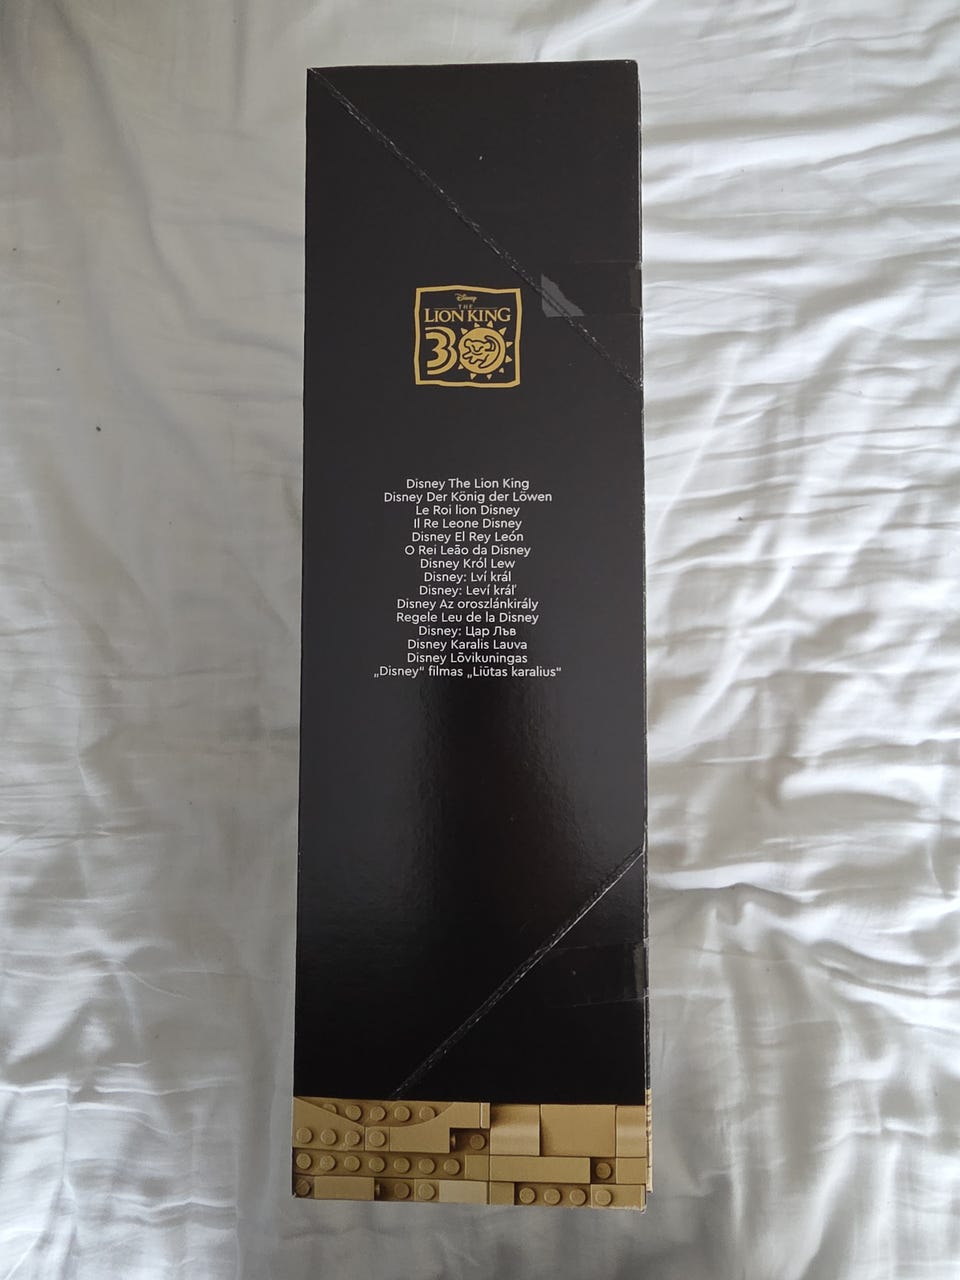 Disney
THE
LION KING
30
Disney The Lion King
Disney Der König der Löwen
Le Roi lion Disney
Il Re Leone Disney
Disney El Rey León
O Rei Leão da Disney
Disney Król Lew
Disney: Lví král
Disney: Leví kráľ
Disney Az oroszlánkirály
Regele Leu de la Disney
Disney: Цар Лъв
Disney Karalis Lauva
Disney Lõvikuningas
„Disney“ filmas „Liūtas karalius“